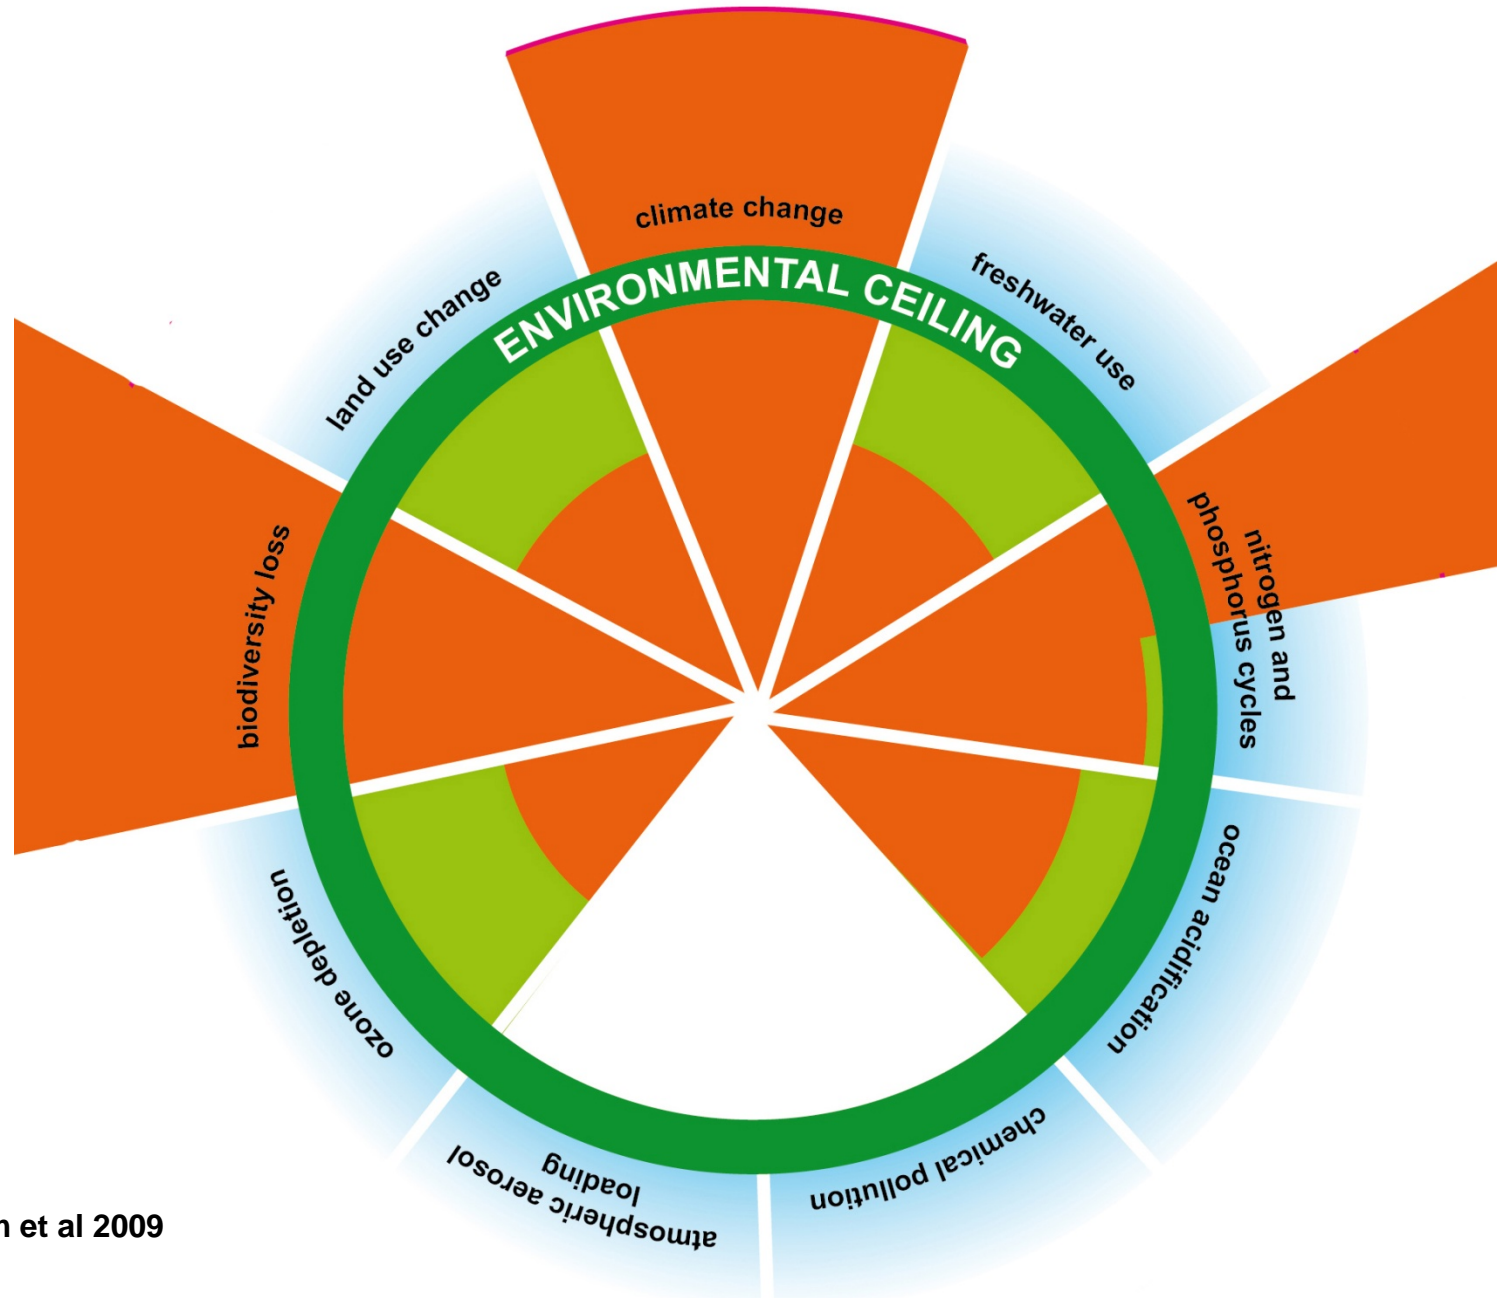 climate change
ENVIRONMENTAL CEILING
freshwater use
land use change
nitrogen and
phosphorus cycles
biodiversity loss
ocean acidification
ozone depletion
chemical pollution
atmospheric aerosol
loading
et al 2009